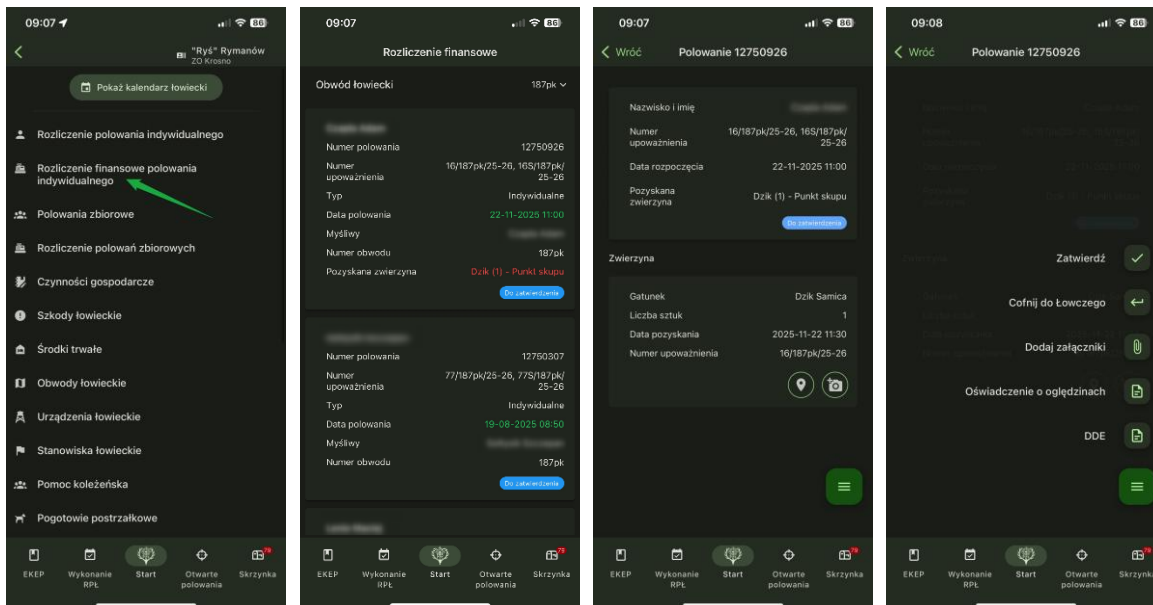 09:07
86
"Ryś" Rymanów
ZO Krosno
Pokaż kalendarz łowiecki
Rozliczenie polowania indywidualnego
Rozliczenie finansowe polowania
indywidualnego
Polowania zbiorowe
Rozliczenie polowań zbiorowych
Czynności gospodarcze
Szkody łowieckie
Środki trwałe
Obwody łowieckie
Urządzenia łowieckie
Stanowiska łowieckie
Pomoc koleżeńska
Pogotowie postrzałkowe
79
EKEP
Wykonanie
RPŁ
Start
Otwarte
polowania
Skrzynka
09:07
86
Rozliczenie finansowe
Obwód łowiecki 187pk
Numer polowania 12750926
Numer
upoważnienia
16/187pk/25-26, 16S/187pk/
25-26
Typ Indywidualne
Data polowania 22-11-2025 11:00
Myśliwy
Numer obwodu 187pk
Pozyskana zwierzyna Dzik (1) - Punkt skupu
Do zatwierdzenia
Numer polowania 12750307
Numer
upoważnienia
77/187pk/25-26, 77S/187pk/
25-26
Typ Indywidualne
Data polowania 19-08-2025 08:50
Myśliwy
Numer obwodu 187pk
Do zatwierdzenia
79
EKEP
Wykonanie
RPŁ
Start
Otwarte
polowania
Skrzynka
09:07
86
Wróć Polowanie 12750926
Nazwisko i imię
Numer
upoważnienia
16/187pk/25-26, 16S/187pk/
25-26
Data rozpoczęcia 22-11-2025 11:00
Pozyskana
zwierzyna
Dzik (1) - Punkt skupu
Do zatwierdzenia
Zwierzyna
Gatunek Dzik Samica
Liczba sztuk 1
Data pozyskania 2025-11-22 11:30
Numer upoważnienia 16/187pk/25-26
79
EKEP
Wykonanie
RPŁ
Start
Otwarte
polowania
Skrzynka
09:08
86
Wróć Polowanie 12750926
Zatwierdź
Cofnij do Łowczego
Dodaj załączniki
Oświadczenie o oględzinach
DDE
79
EKEP
Wykonanie
RPŁ
Start
Otwarte
polowania
Skrzynk